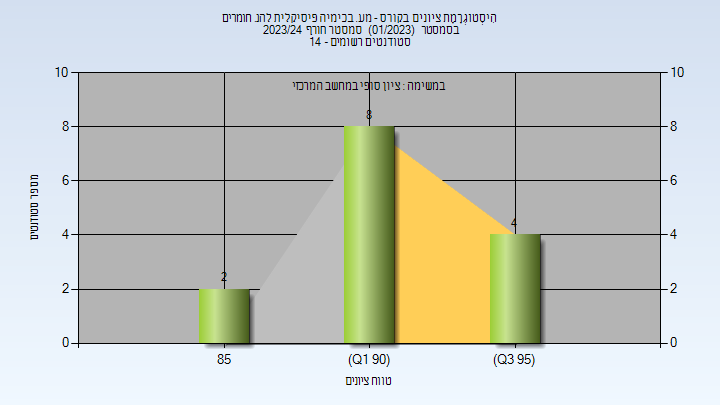 הִיסטוֹגְרַמַת ציונים בקורס - מע. בכימיה פיסיקלית להנ. חומרים
בסמסטר (01/2023) סמסטר חורף 2023/24
סטודנטים רשומים - 14
במשימה : ציון סופי במחשב המרכזי
10
8
6
4
2
0
10
8
6
4
2
0
2
8
4
מספר סטודנטים
85
(Q1 90)
(Q3 95)
טווח ציונים